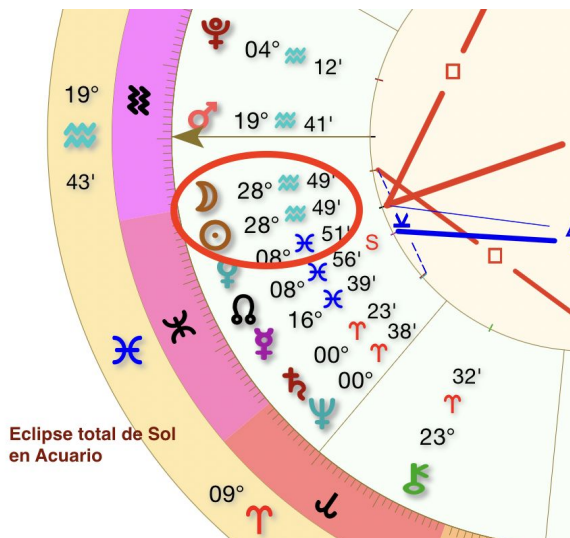 04° ♒ 12'
19° ♒ 41'
19°
♒
43'
28° ♒ 49'
28° ♒ 49'
08° ♓ 51'
08° ♓ 56'
16° ♓ 39'
00° ♈ 23'
00° ♈ 38'
S
32'
♈
23°
Eclipse total de Sol
en Acuario
09° ♈